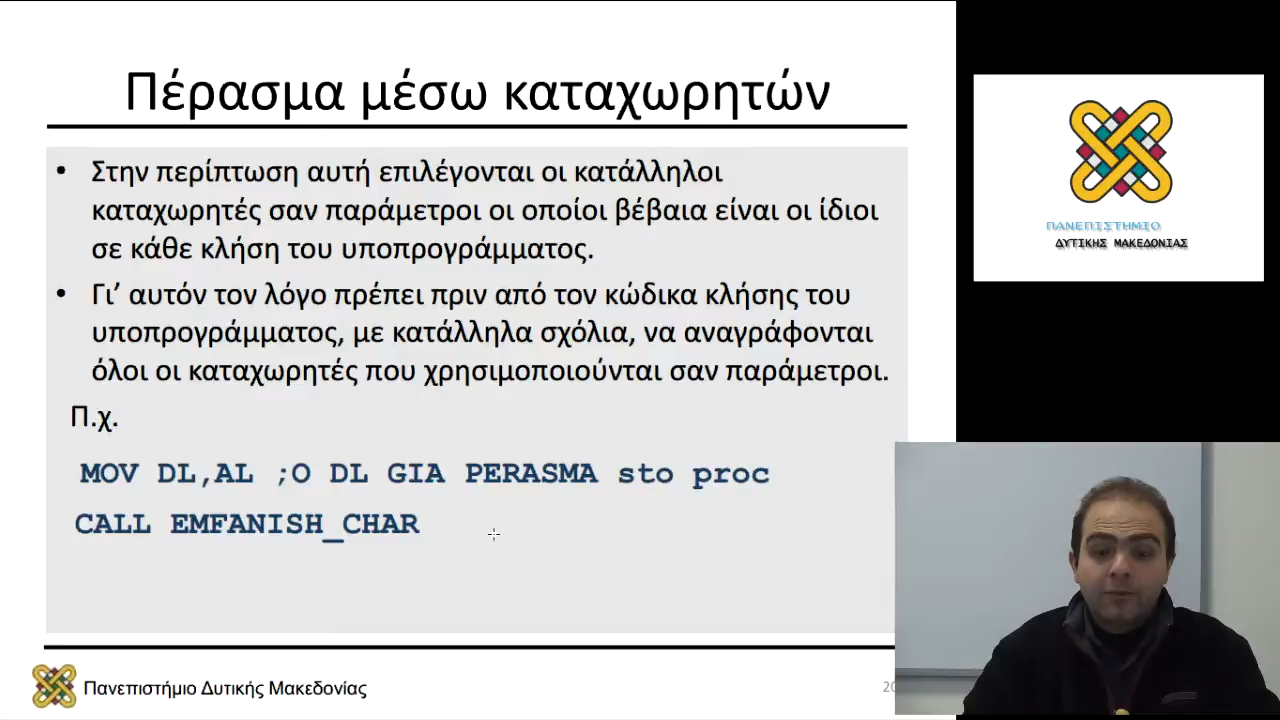 Πέρασμα μέσω καταχωρητών
• Στην περίπτωση αυτή επιλέγονται οι κατάλληλοι
καταχωρητές σαν παράμετροι οι οποίοι βέβαια είναι οι ίδιοι
σε κάθε κλήση του υποπρογράμματος.
• Γι’ αυτόν τον λόγο πρέπει πριν από τον κώδικα κλήσης του
υποπρογράμματος, με κατάλληλα σχόλια, να αναγράφονται
όλοι οι καταχωρητές που χρησιμοποιούνται σαν παράμετροι.
Π.χ.
MOV DL,AL ;O DL GIA PERASMA sto proc
CALL EMFANISH_CHAR
Πανεπιστήμιο Δυτικής Μακεδονίας
ΠΑΝΕΠΙΣΤΗΜΙΟ
ΔΥΤΙΚΗΣ ΜΑΚΕΔΟΝΙΑΣ